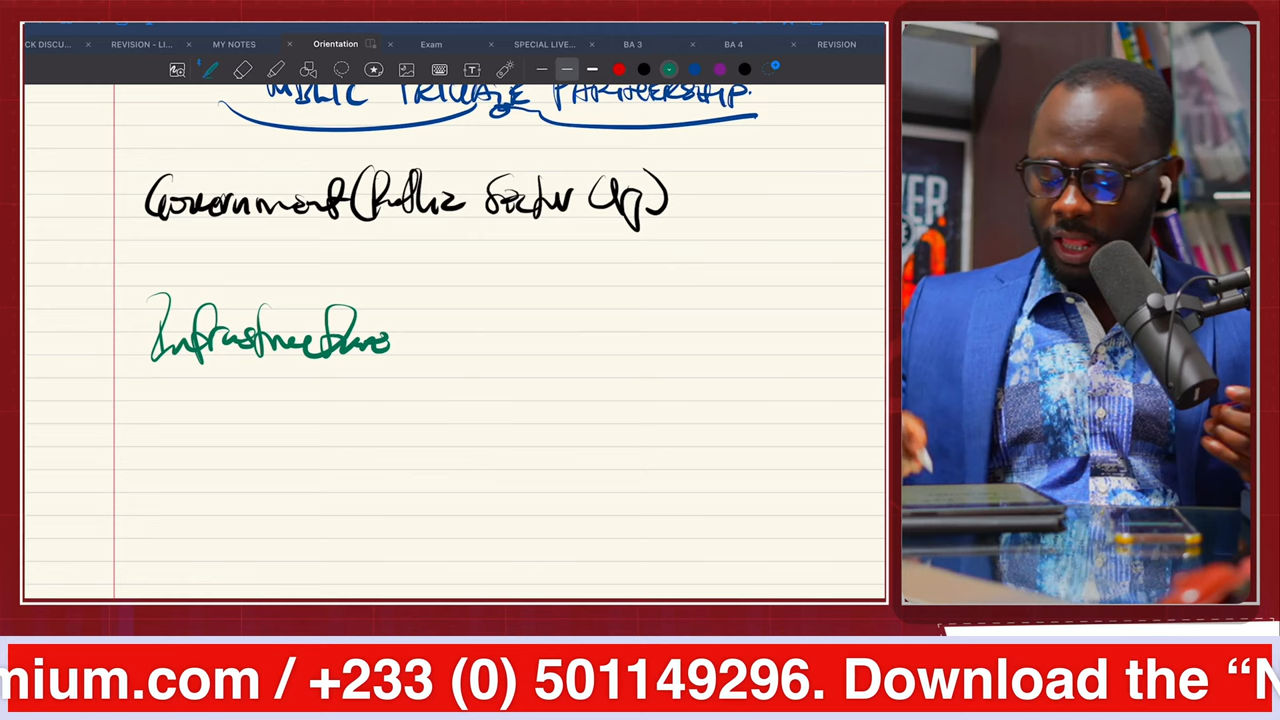 CK DISCU... REVISION - LI... MY NOTES Orientation Exam SPECIAL LIVE... BA 3 BA 4 REVISION
PUBLIC PRIVATE PARTNERSHIP.
Government (Public Sector Org)
Infrastructure
mium.com / +233 (0) 501149296. Download the “N